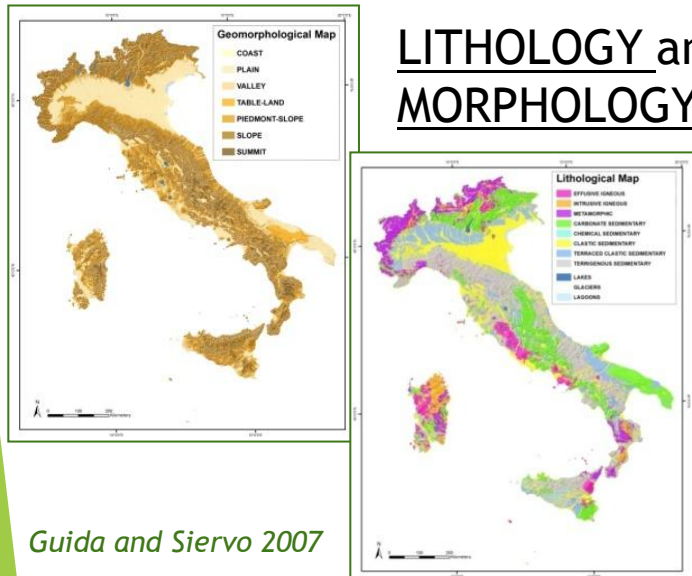 LITHOLOGY an
MORPHOLOGY
Geomorphological Map
COAST
PLAIN
VALLEY
TABLE-LAND
PIEDMONT-SLOPE
SLOPE
SUMMIT
N
Lithological Map
EFFUSIVE IGNEOUS
INTRUSIVE IGNEOUS
METAMORPHIC
CARBONATE SEDIMENTARY
CHEMICAL SEDIMENTARY
CLASTIC SEDIMENTARY
TERRACED CLASTIC SEDIMENTARY
TERRIGENOUS SEDIMENTARY
LAKES
GLACIERS
LAGOONS
N
Guida and Siervo 2007